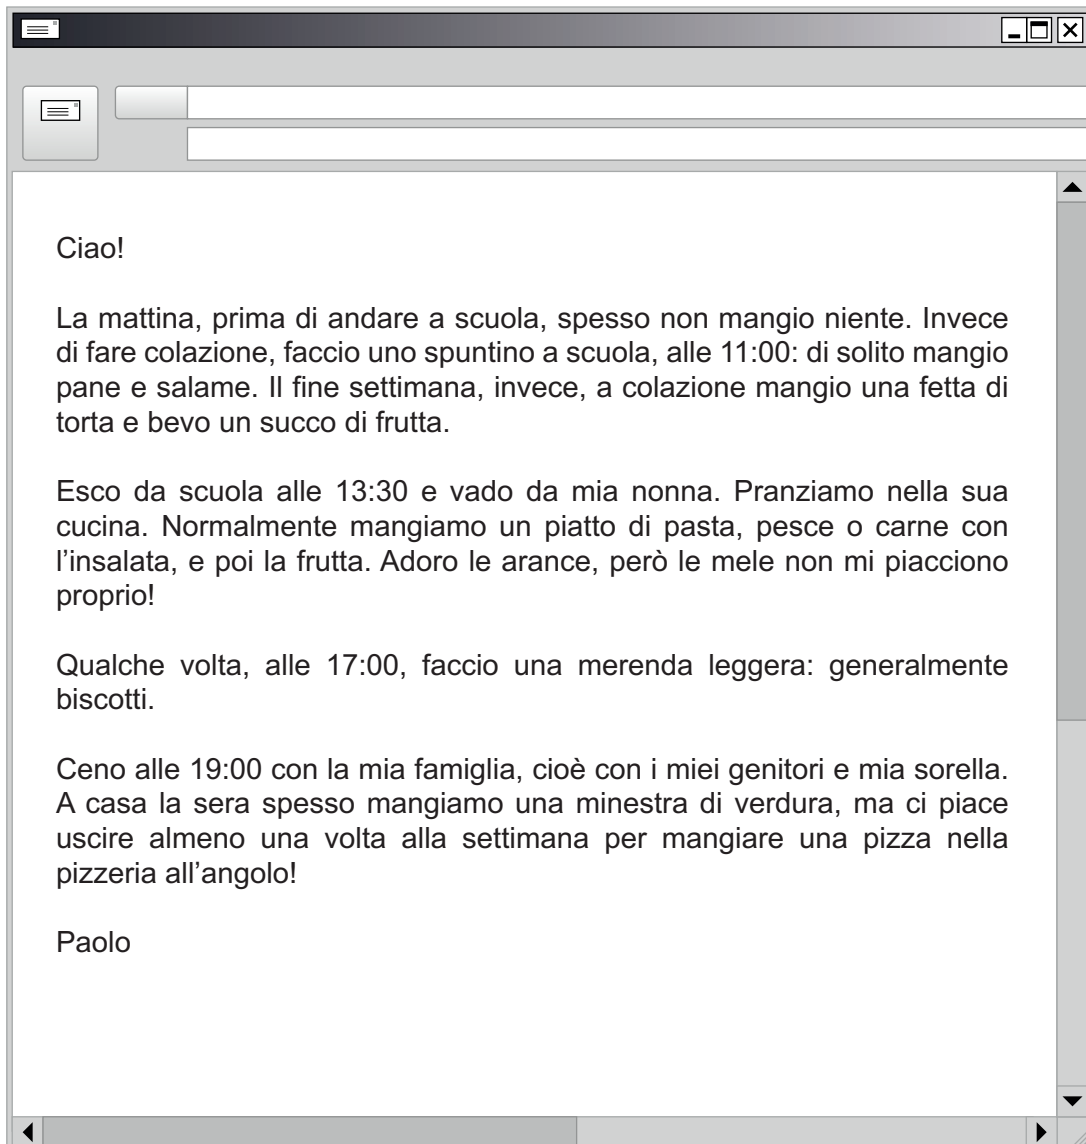 Ciao!
La mattina, prima di andare a scuola, spesso non mangio niente. Invece
di fare colazione, faccio uno spuntino a scuola, alle 11:00: di solito mangio
pane e salame. Il fine settimana, invece, a colazione mangio una fetta di
torta e bevo un succo di frutta.
Esco da scuola alle 13:30 e vado da mia nonna. Pranziamo nella sua
cucina. Normalmente mangiamo un piatto di pasta, pesce o carne con
l’insalata, e poi la frutta. Adoro le arance, però le mele non mi piacciono
proprio!
Qualche volta, alle 17:00, faccio una merenda leggera: generalmente
biscotti.
Ceno alle 19:00 con la mia famiglia, cioè con i miei genitori e mia sorella.
A casa la sera spesso mangiamo una minestra di verdura, ma ci piace
uscire almeno una volta alla settimana per mangiare una pizza nella
pizzeria all’angolo!
Paolo